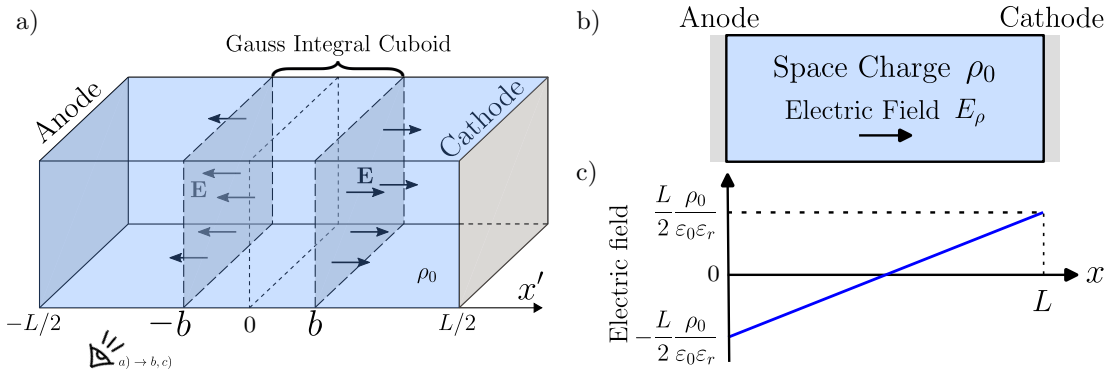 a)
Gauss Integral Cuboid
Anode
Cathode
E
E
ρ₀
x′
−L/2
−b
0
b
L/2
a) → b, c)
b)
Anode
Cathode
Space Charge ρ₀
Electric Field Eᵨ
c)
Electric field
L/2 ρ₀/ε₀εᵣ
0
−L/2 ρ₀/ε₀εᵣ
L
x